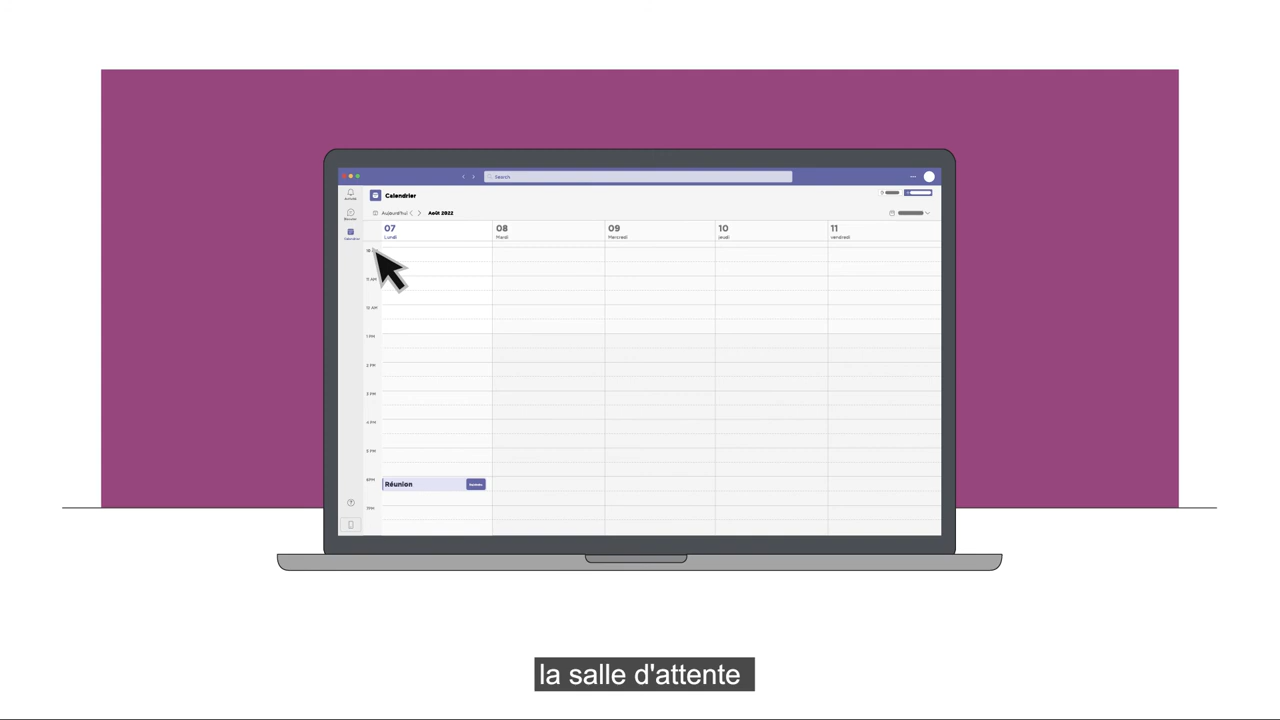 Search
Calendrier
Aujourd'hui
Août 2022
07
Lundi
08
Mardi
09
Mercredi
10
jeudi
11
vendredi
11 AM
12 AM
1 PM
2 PM
3 PM
4 PM
5 PM
6PM
Réunion
7PM
la salle d'attente